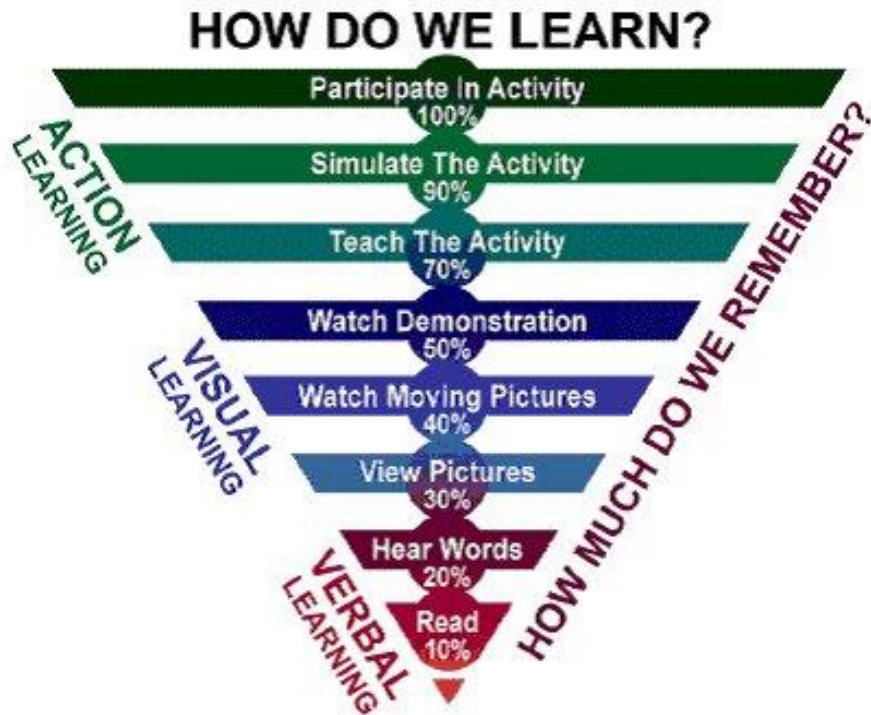 HOW DO WE LEARN?
Participate In Activity
100%
Simulate The Activity
90%
Teach The Activity
70%
ACTION
LEARNING
Watch Demonstration
50%
Watch Moving Pictures
40%
View Pictures
30%
VISUAL
LEARNING
Hear Words
20%
Read
10%
VERBAL
LEARNING
HOW MUCH DO WE REMEMBER?